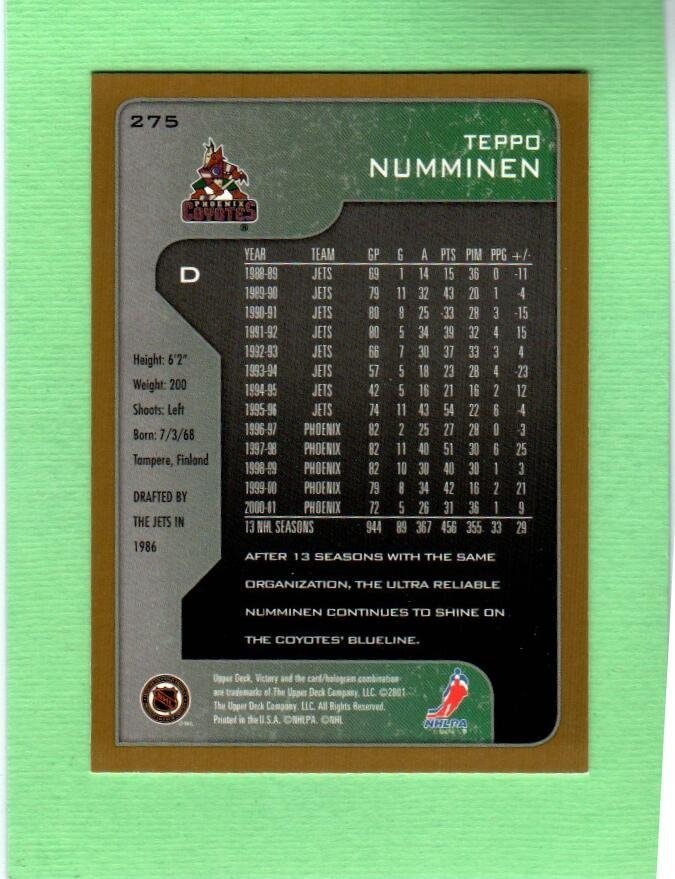 275
TEPPO
NUMMINEN
PHOENIX
COYOTES
®
D
YEAR TEAM GP G A PTS PIM PPG +/-
1988-89 JETS 69 1 14 15 36 0 -11
1989-90 JETS 79 11 32 43 20 1 -4
1990-91 JETS 80 8 25 33 28 3 -15
1991-92 JETS 80 5 34 39 32 4 15
1992-93 JETS 66 7 30 37 33 3 4
1993-94 JETS 57 5 18 23 28 4 -23
1994-95 JETS 42 5 16 21 16 2 12
1995-96 JETS 74 11 43 54 22 6 -4
1996-97 PHOENIX 82 2 25 27 28 0 -3
1997-98 PHOENIX 82 11 40 51 30 6 25
1998-99 PHOENIX 82 10 30 40 30 1 3
1999-00 PHOENIX 79 8 34 42 16 2 21
2000-01 PHOENIX 72 5 26 31 36 1 9
13 NHL SEASONS 944 89 367 456 355 33 29
Height: 6'2"
Weight: 200
Shoots: Left
Born: 7/3/68
Tampere, Finland
DRAFTED BY
THE JETS IN
1986
AFTER 13 SEASONS WITH THE SAME
ORGANIZATION, THE ULTRA RELIABLE
NUMMINEN CONTINUES TO SHINE ON
THE COYOTES' BLUELINE.
Upper Deck, Victory and the card/hologram combination
are trademarks of The Upper Deck Company, LLC. ©2001
The Upper Deck Company, LLC. All Rights Reserved.
Printed in the U.S.A. ©NHLPA. ©NHL
NHL
NHLPA